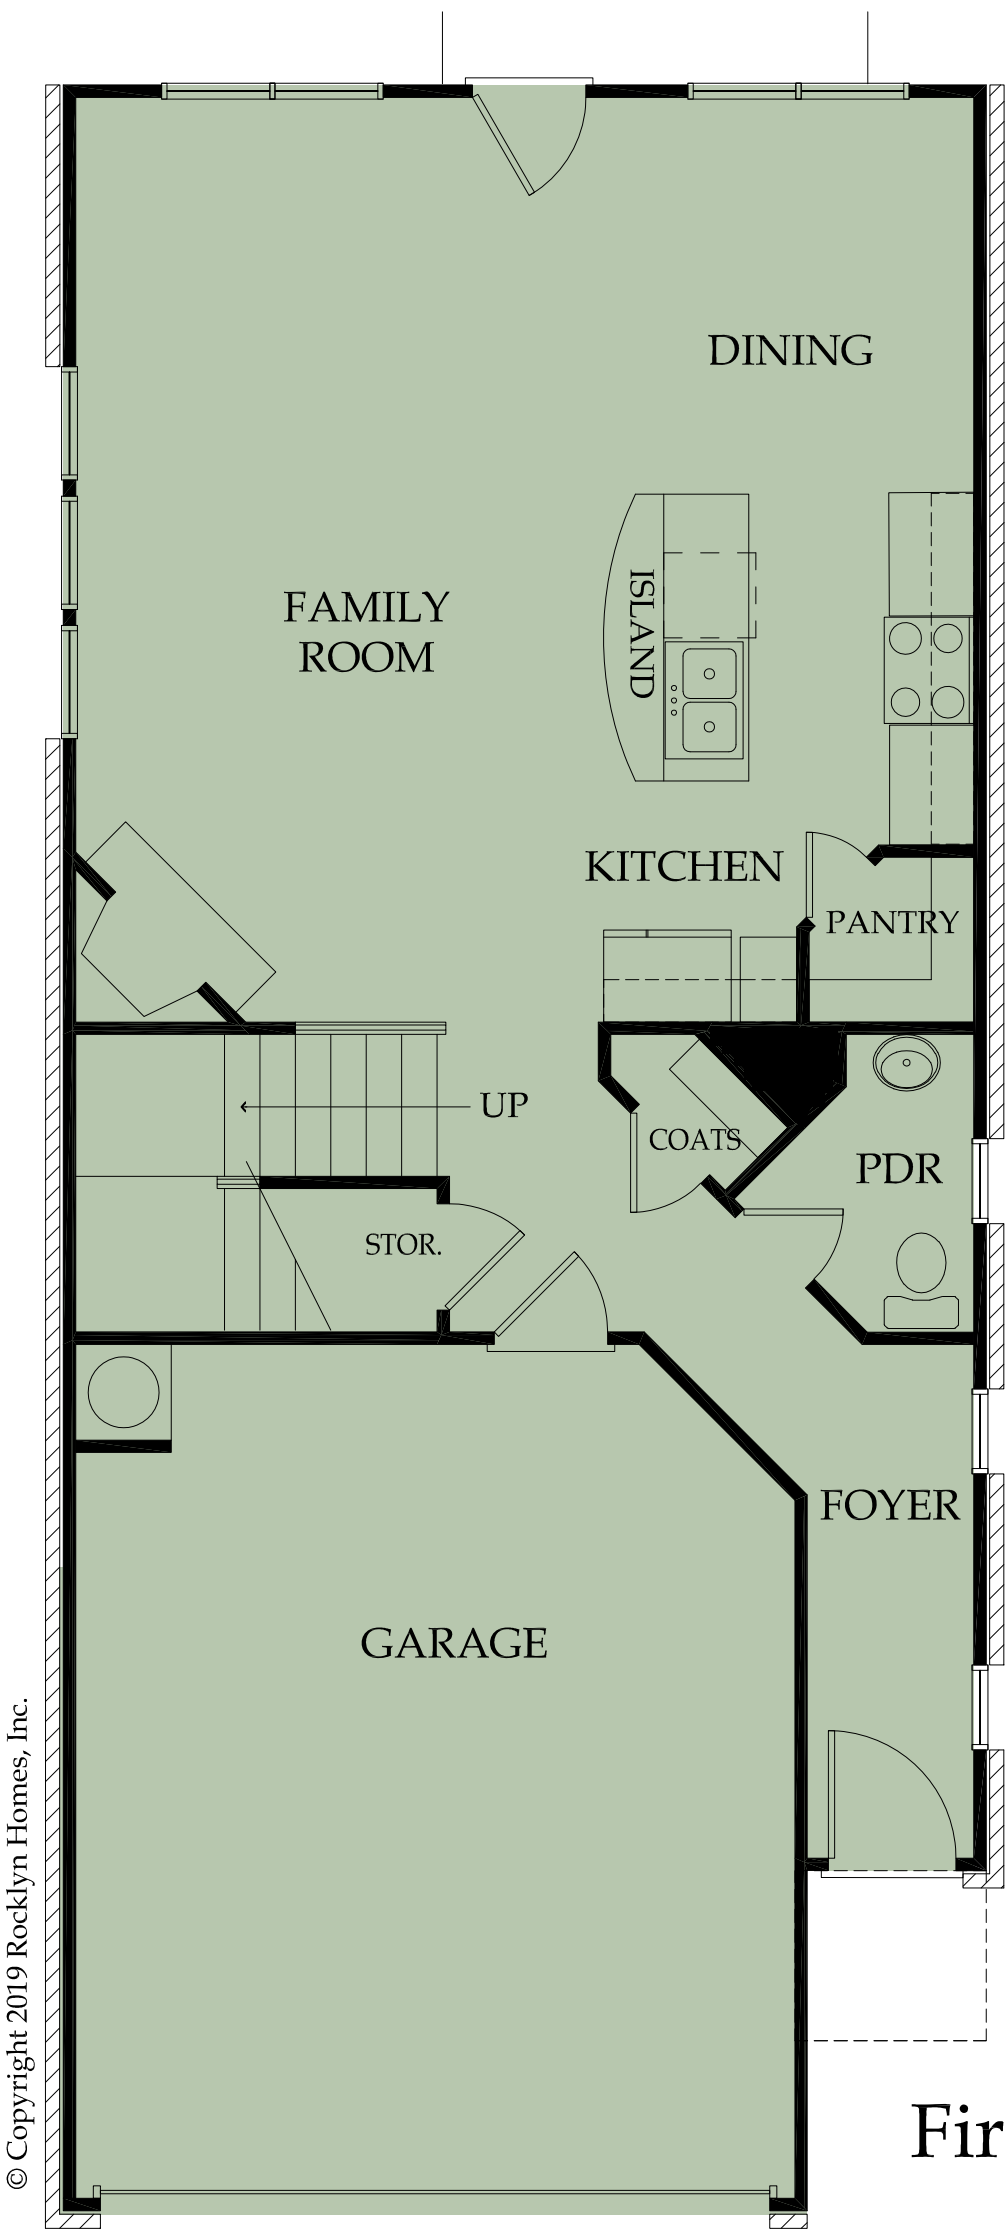 DINING
FAMILY
ROOM
ISLAND
KITCHEN
PANTRY
UP
COATS
PDR
STOR.
FOYER
GARAGE
© Copyright 2019 Rocklyn Homes, Inc.
Fir